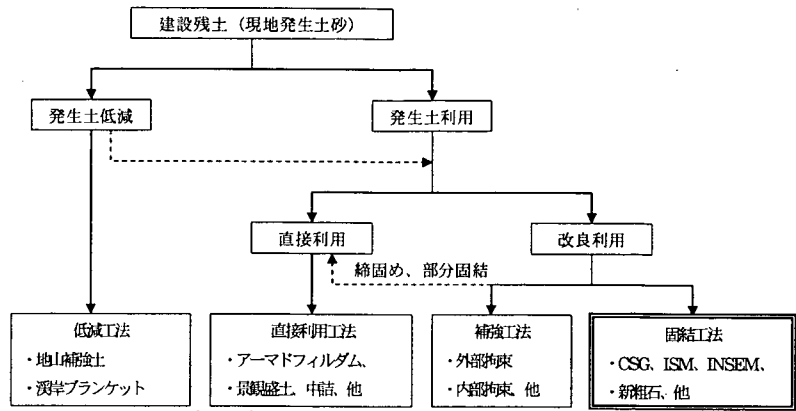 建設残土（現地発生土砂）
発生土低減
発生土利用
直接利用
改良利用
締固め、部分固結
低減工法
・地山補強土
・渓岸ブランケット
直接利用工法
・アーマドフィルダム、
・景観盛土、中詰、他
補強工法
・外部拘束
・内部拘束、他
固結工法
・CSG、ISM、INSEM、
・新粗石、他